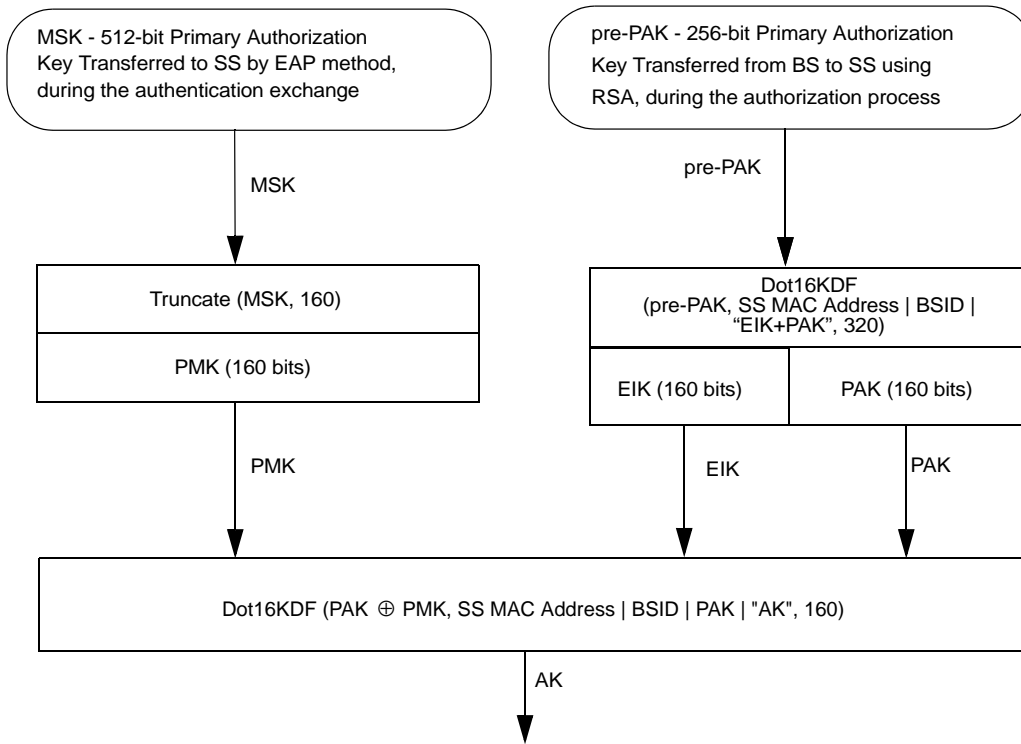 MSK - 512-bit Primary Authorization
Key Transferred to SS by EAP method,
during the authentication exchange
pre-PAK - 256-bit Primary Authorization
Key Transferred from BS to SS using
RSA, during the authorization process
MSK
pre-PAK
Truncate (MSK, 160)
PMK (160 bits)
Dot16KDF
(pre-PAK, SS MAC Address | BSID |
“EIK+PAK”, 320)
EIK (160 bits)
PAK (160 bits)
PMK
EIK
PAK
Dot16KDF (PAK ⊕ PMK, SS MAC Address | BSID | PAK | "AK", 160)
AK